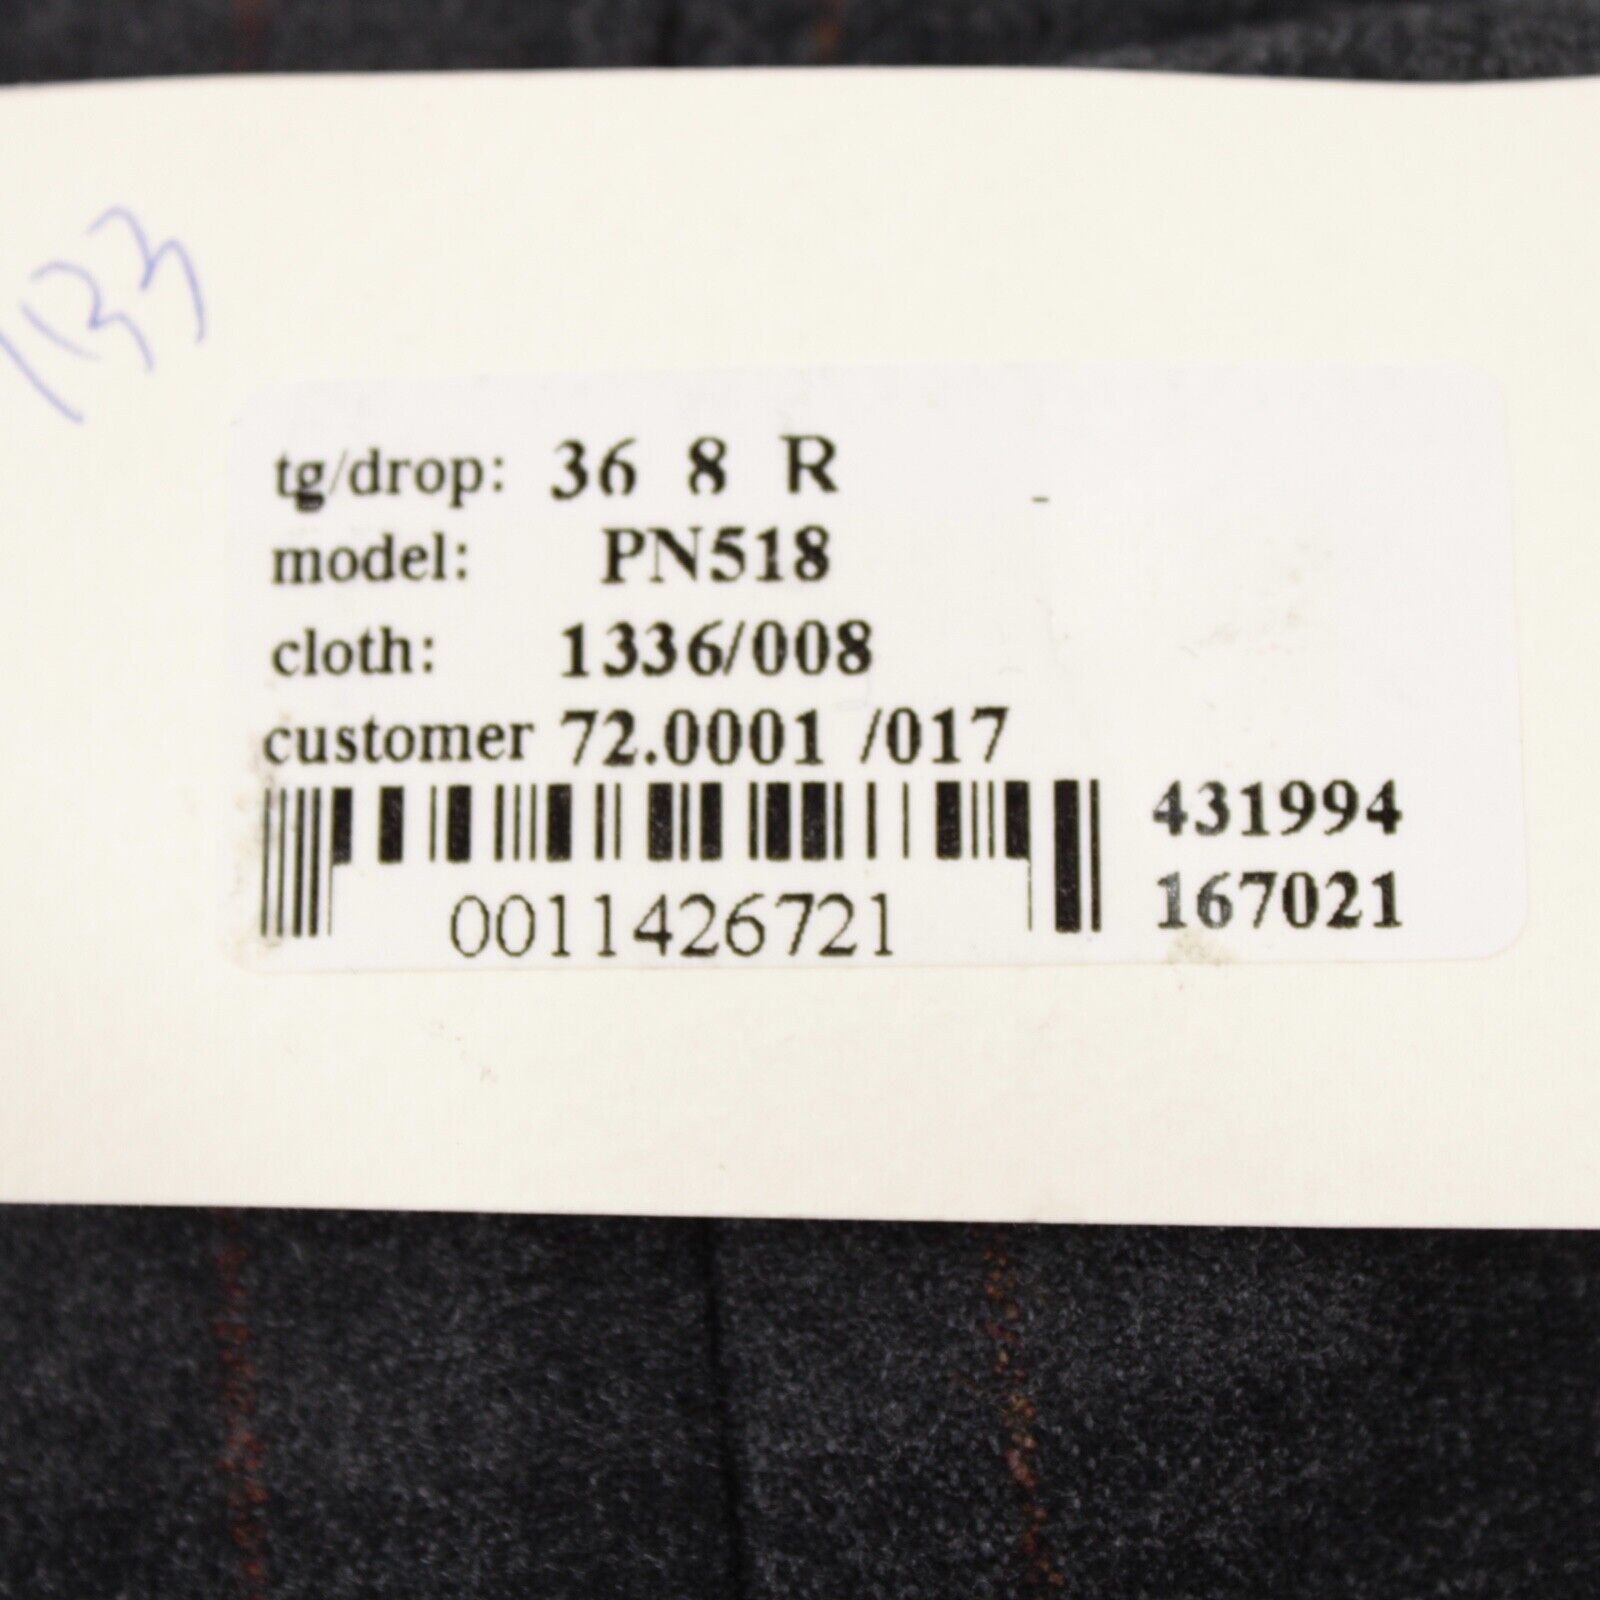 1133
tg/drop: 36 8 R
model: PN518
cloth: 1336/008
customer 72.0001 /017
431994
0011426721
167021